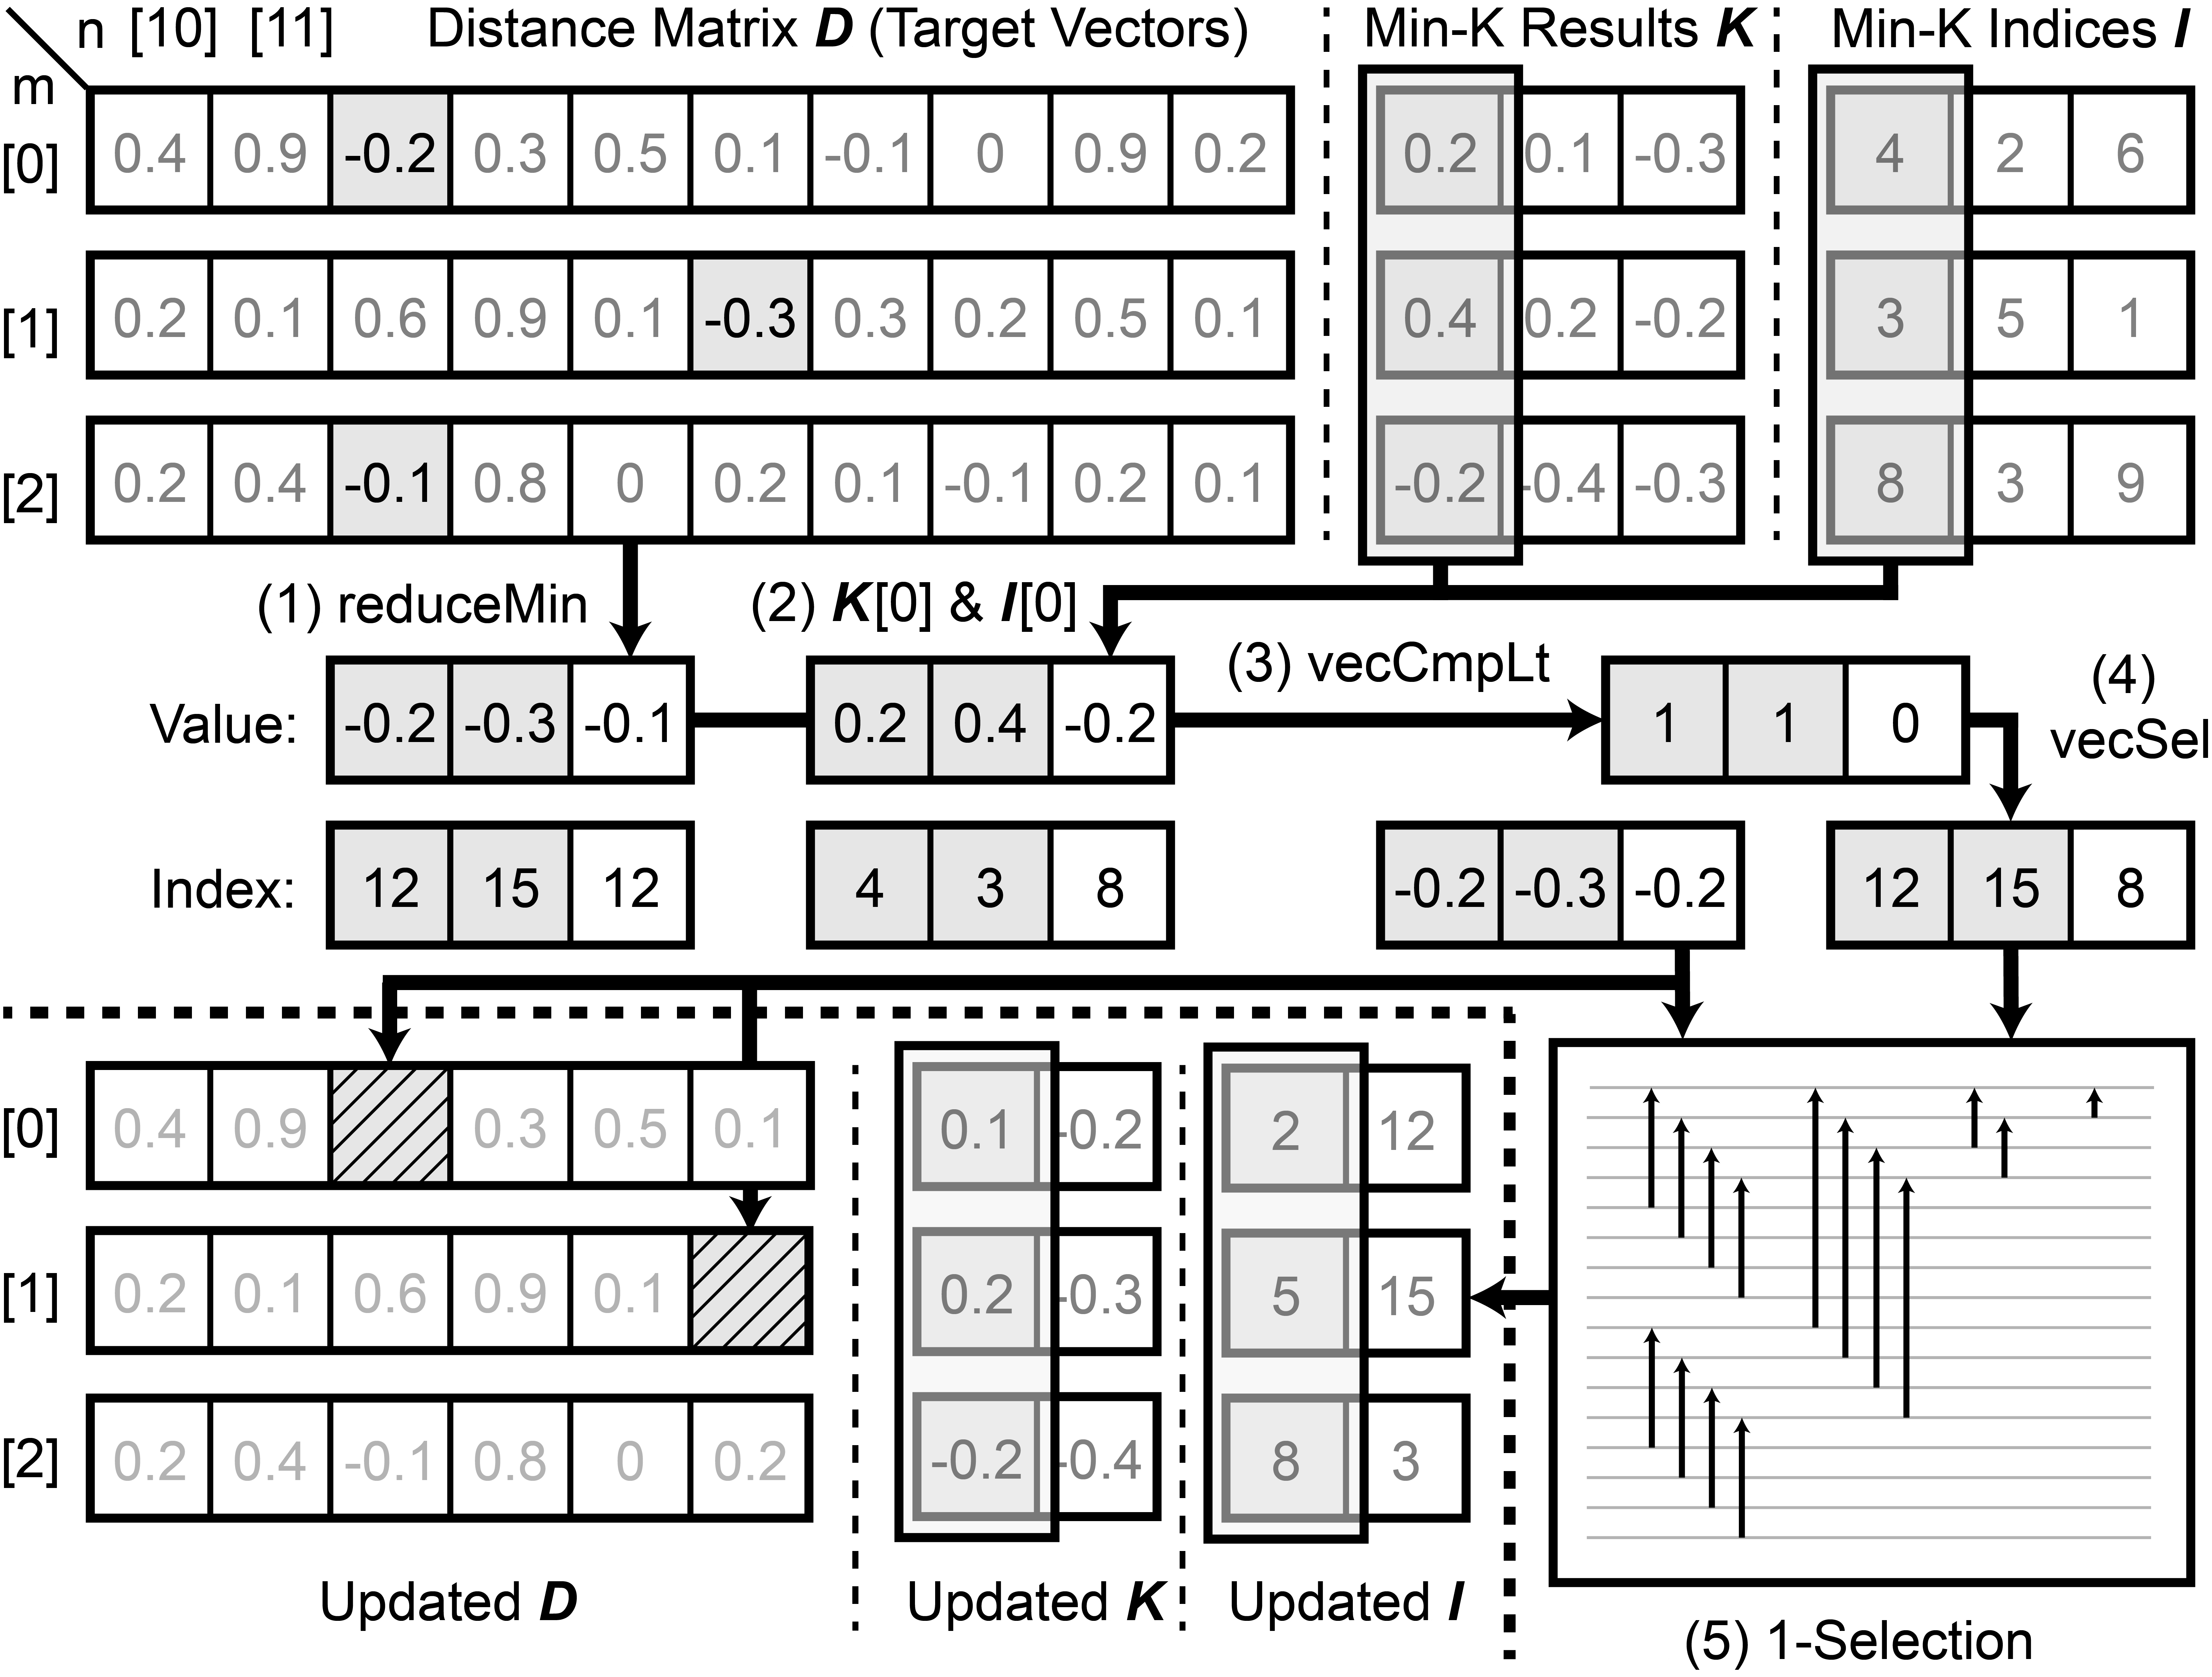 n [10] [11] Distance Matrix D (Target Vectors) Min-K Results K Min-K Indices I
m
[0] 0.4 0.9 -0.2 0.3 0.5 0.1 -0.1 0 0.9 0.2 0.2 0.1 -0.3 4 2 6
[1] 0.2 0.1 0.6 0.9 0.1 -0.3 0.3 0.2 0.5 0.1 0.4 0.2 -0.2 3 5 1
[2] 0.2 0.4 -0.1 0.8 0 0.2 0.1 -0.1 0.2 0.1 -0.2 -0.4 -0.3 8 3 9
(1) reduceMin (2) K[0] & I[0]
(3) vecCmpLt (4)
vecSel
Value: -0.2 -0.3 -0.1 0.2 0.4 -0.2 1 1 0
Index: 12 15 12 4 3 8 -0.2 -0.3 -0.2 12 15 8
[0] 0.4 0.9 0.3 0.5 0.1 0.1 -0.2 2 12
[1] 0.2 0.1 0.6 0.9 0.1 0.2 -0.3 5 15
[2] 0.2 0.4 -0.1 0.8 0 0.2 -0.2 -0.4 8 3
Updated D Updated K Updated I
(5) 1-Selection